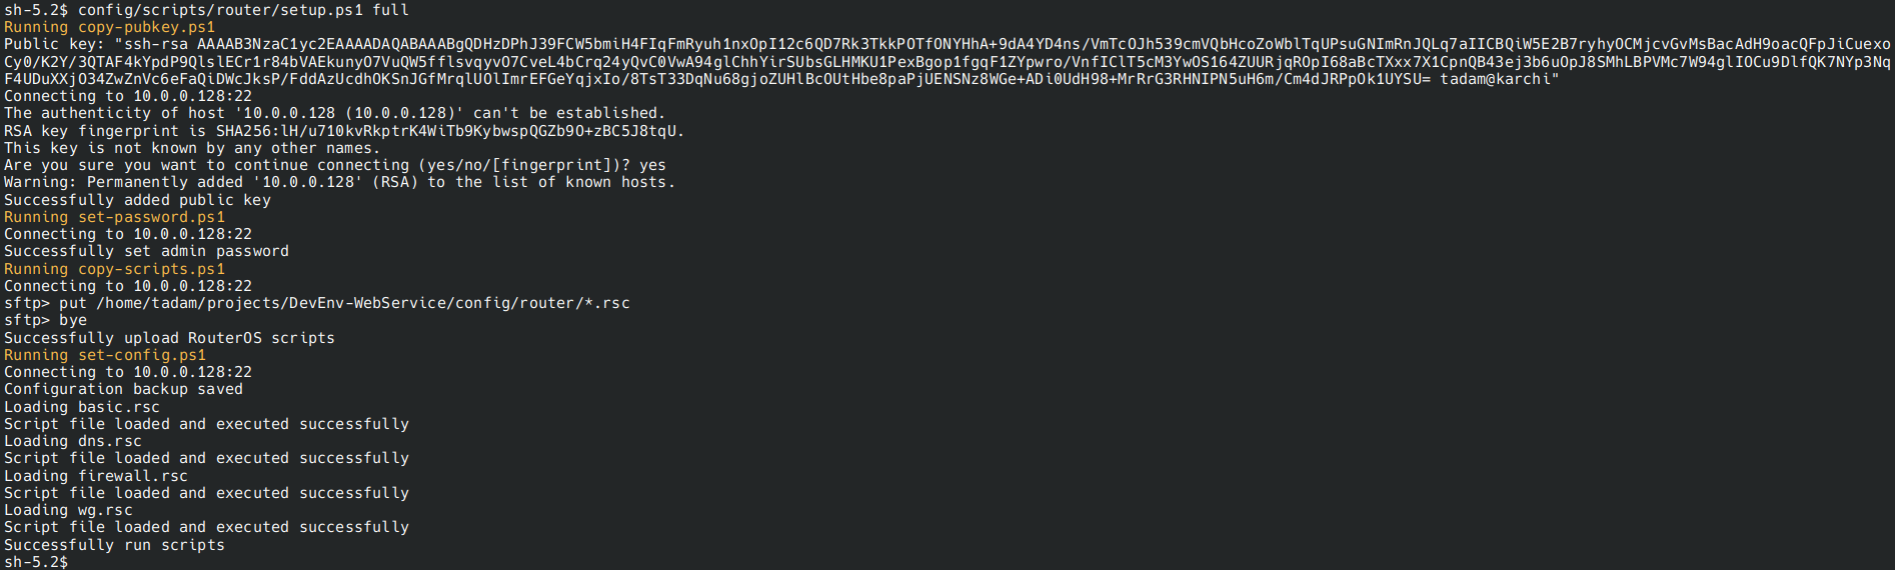 sh-5.2$ config/scripts/router/setup.ps1 full
Running copy-pubkey.ps1
Public key: "ssh-rsa AAAAB3NzaC1yc2EAAAADAQABAAABgQDHzDPhJ39FCW5bmiH4FIqFmRyuh1nxOpI12c6QD7Rk3TkkPOTfONYHhA+9dA4YD4ns/VmTcOJh539cmVQbHcoZoWblTqUPsuGNImRnJQLq7aIICBQiW5E2B7ryhyOCMjcvGvMsBacAdH9oacQFpJiCuexo
Cy0/K2Y/3QTAF4kYpdP9QlslECr1r84bVAEkunyO7VuQW5fflsvqyvO7CveL4bCrq24yQvC0VwA94glChhYirSUbsGLHMKU1PexBgop1fgqF1ZYpwro/VnfIClT5cM3YwOS164ZUURjqROpI68aBcTXxx7X1CpnQB43ej3b6uOpJ8SMhLBPVMc7W94glIOCu9DlfQK7NYp3Nq
F4UDuXXjO34ZwZnVc6eFaQiDWcJksP/FddAzUcdhOKSnJGfMrqlUOlImrEFGeYqjxIo/8TsT33DqNu68gjoZUHlBcOUtHbe8paPjUENSNz8WGe+ADi0UdH98+MrRrG3RHNIPN5uH6m/Cm4dJRPpOk1UYSU= tadam@karchi"
Connecting to 10.0.0.128:22
The authenticity of host '10.0.0.128 (10.0.0.128)' can't be established.
RSA key fingerprint is SHA256:lH/u710kvRkptrK4WiTb9KybwspQGZb9O+zBC5J8tqU.
This key is not known by any other names.
Are you sure you want to continue connecting (yes/no/[fingerprint])? yes
Warning: Permanently added '10.0.0.128' (RSA) to the list of known hosts.
Successfully added public key
Running set-password.ps1
Connecting to 10.0.0.128:22
Successfully set admin password
Running copy-scripts.ps1
Connecting to 10.0.0.128:22
sftp> put /home/tadam/projects/DevEnv-WebService/config/router/*.rsc
sftp> bye
Successfully upload RouterOS scripts
Running set-config.ps1
Connecting to 10.0.0.128:22
Configuration backup saved
Loading basic.rsc
Script file loaded and executed successfully
Loading dns.rsc
Script file loaded and executed successfully
Loading firewall.rsc
Script file loaded and executed successfully
Loading wg.rsc
Script file loaded and executed successfully
Successfully run scripts
sh-5.2$